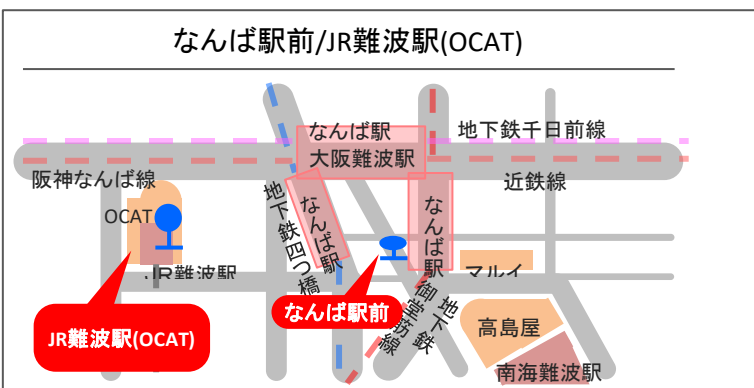 なんば駅前/JR難波駅(OCAT)
なんば駅
大阪難波駅
地下鉄千日前線
阪神なんば線
近鉄線
OCAT
JR難波駅
地下鉄四つ橋
なんば駅
なんば駅
なんば駅前
マルイ
地下鉄
御堂筋線
JR難波駅(OCAT)
高島屋
南海難波駅